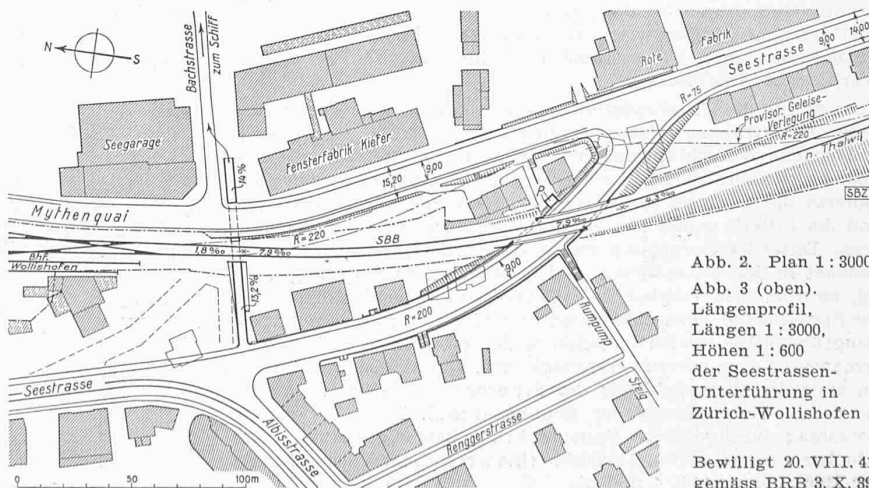 N
S
Bachstrasse
zum Schiff
Seegarage
Fensterfabrik Kiefer
14%
15,20
9,00
Rote Fabrik
Seestrasse
9,00
14,00
R=75
Provisor. Geleise-
Verlegung
R=220
n. Thalwil
SBZ
Mythenquai
R=220
SBB
Bhf.
Wollishofen
1,8‰
7,9‰
7,9‰
4,3‰
13,2%
9,00
R=200
Rumpump
Steig
Seestrasse
Albisstrasse
Renggerstrasse
0 50 100m
Abb. 2. Plan 1:3000
Abb. 3 (oben).
Längenprofil,
Längen 1:3000,
Höhen 1:600
der Seestrassen-
Unterführung in
Zürich-Wollishofen
Bewilligt 20. VIII. 41
gemäss BRB 3. X. 39